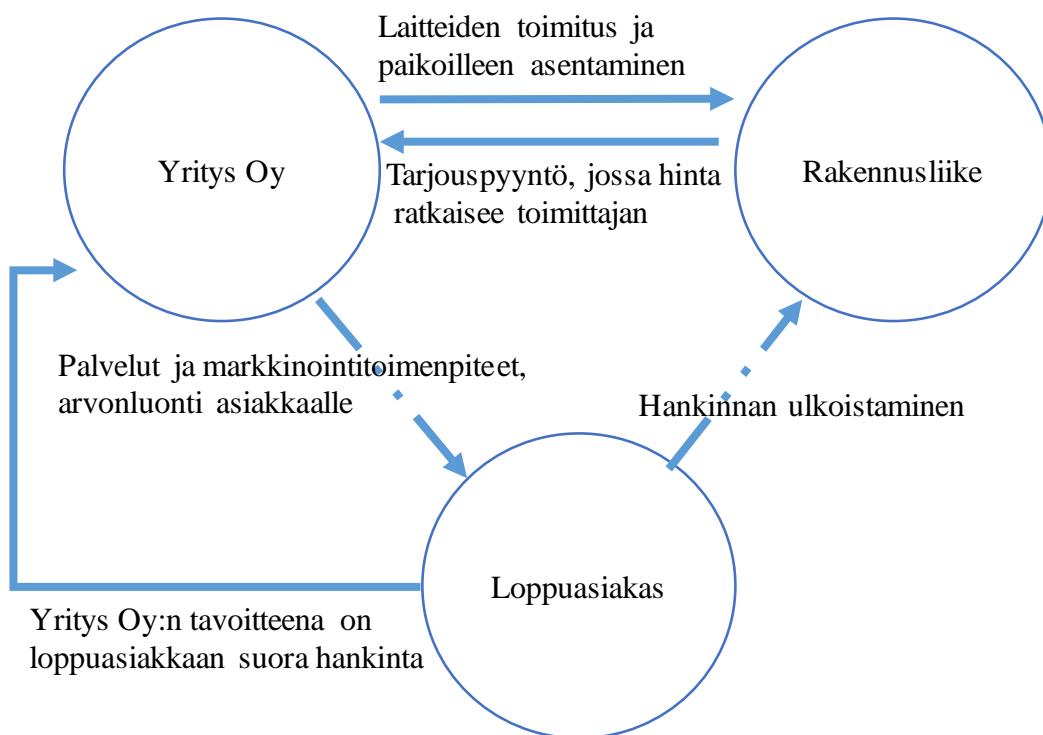 Laitteiden toimitus ja
paikoilleen asentaminen
Yritys Oy
Tarjouspyyntö, jossa hinta
ratkaisee toimittajan
Rakennusliike
Palvelut ja markkinointitoimenpiteet,
arvonluonti asiakkaalle
Hankinnan ulkoistaminen
Loppuasiakas
Yritys Oy:n tavoitteena on
loppuasiakkaan suora hankinta